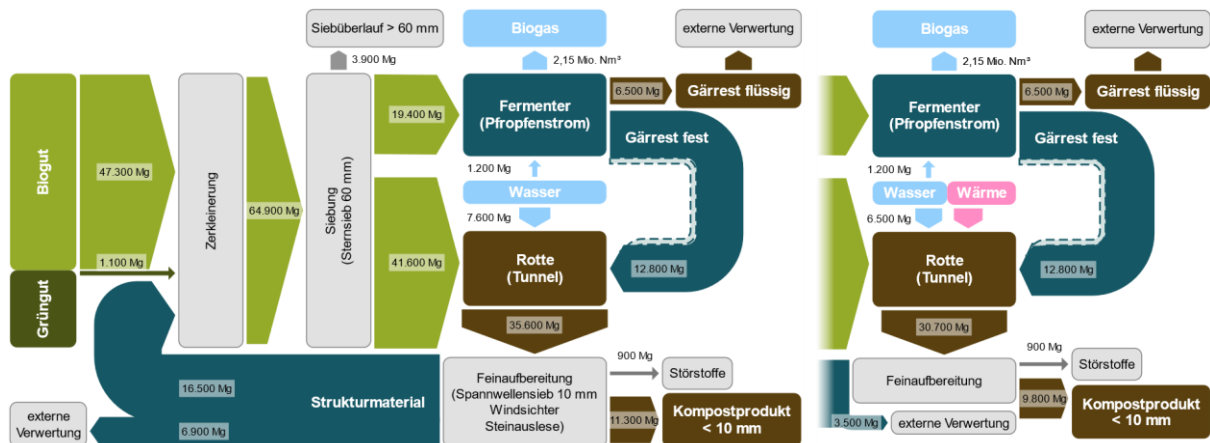 Siebüberlauf > 60 mm
Biogas
externe Verwertung
3.900 Mg
2,15 Mio. Nm³
Biogut
47.300 Mg
Zerkleinerung
64.900 Mg
Siebung
(Sternsieb 60 mm)
19.400 Mg
Fermenter
(Pfropfenstrom)
6.500 Mg
Gärrest flüssig
Gärrest fest
1.200 Mg
Wasser
7.600 Mg
1.100 Mg
Grüngut
41.600 Mg
Rotte
(Tunnel)
12.800 Mg
35.600 Mg
16.500 Mg
Strukturmaterial
6.900 Mg
externe
Verwertung
Feinaufbereitung
(Spannwellensieb 10 mm
Windsichter
Steinauslese)
900 Mg
Störstoffe
11.300 Mg
Kompostprodukt
< 10 mm
Biogas
externe Verwertung
2,15 Mio. Nm³
Fermenter
(Pfropfenstrom)
6.500 Mg
Gärrest flüssig
Gärrest fest
1.200 Mg
Wasser
Wärme
6.500 Mg
Rotte
(Tunnel)
12.800 Mg
30.700 Mg
Feinaufbereitung
900 Mg
Störstoffe
9.800 Mg
Kompostprodukt
< 10 mm
3.500 Mg
externe Verwertung